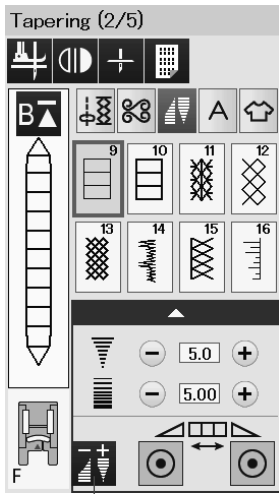 Tapering (2/5)
B
A
9 10 11 12
13 14 15 16
− 5.0 +
− 5.00 +
F
− +